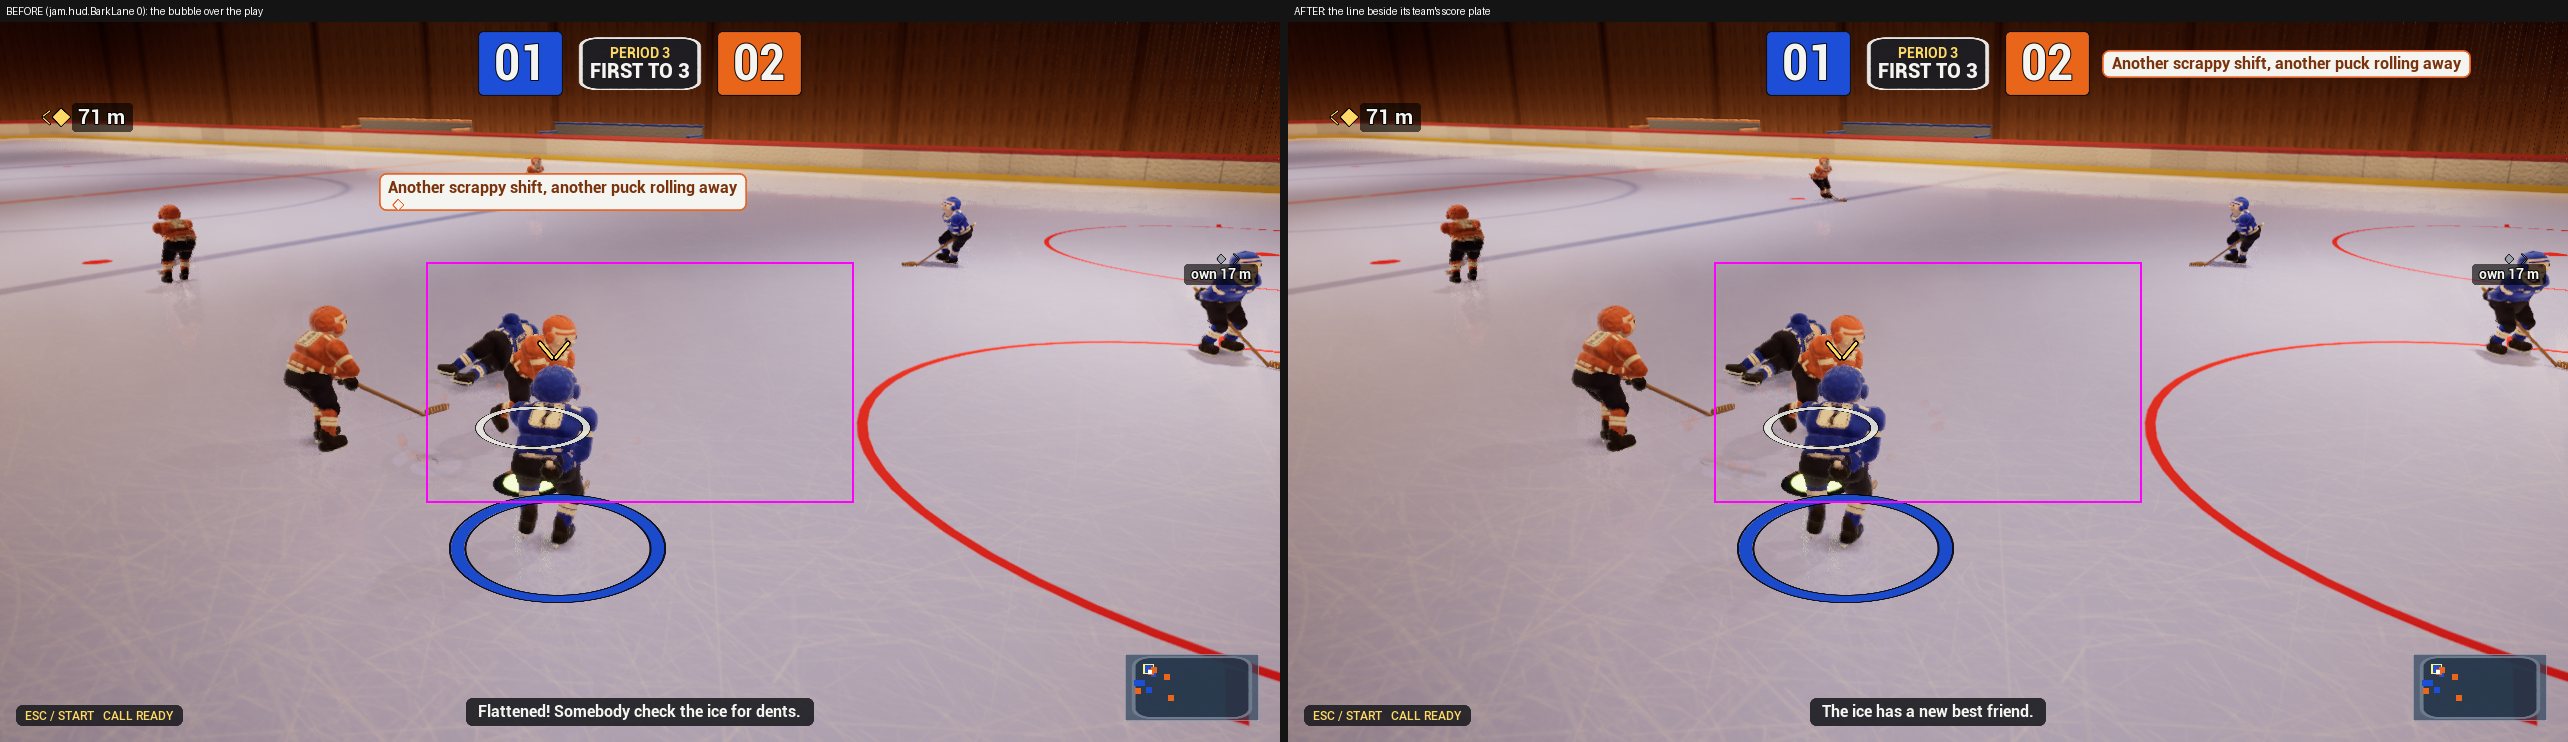 BEFORE (jam.hud.BarkLane 0): the bubble over the play
01
PERIOD 3
FIRST TO 3
02
71 m
Another scrappy shift, another puck rolling away
own 17 m
ESC / START CALL READY
Flattened! Somebody check the ice for dents.
AFTER: the line beside its team's score plate
01
PERIOD 3
FIRST TO 3
02
Another scrappy shift, another puck rolling away
71 m
own 17 m
ESC / START CALL READY
The ice has a new best friend.